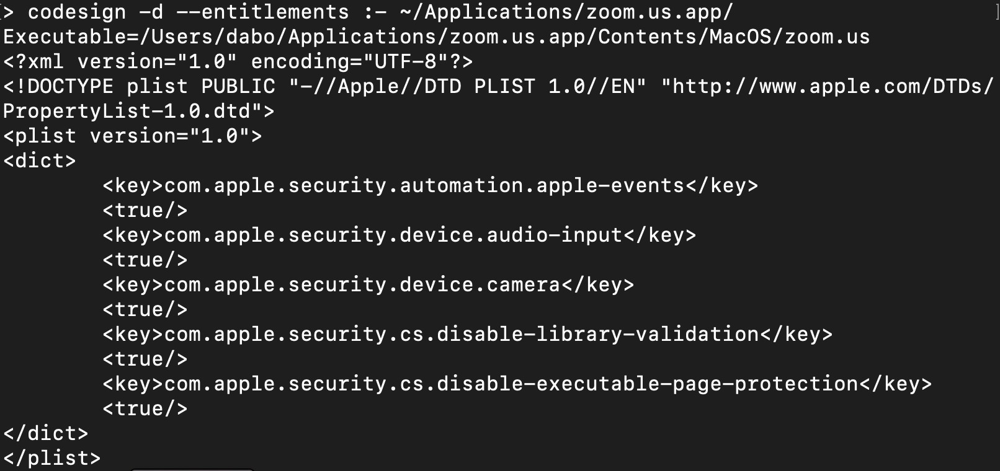 > codesign -d --entitlements :- ~/Applications/zoom.us.app/
Executable=/Users/dabo/Applications/zoom.us.app/Contents/MacOS/zoom.us
<?xml version="1.0" encoding="UTF-8"?>
<!DOCTYPE plist PUBLIC "-//Apple//DTD PLIST 1.0//EN" "http://www.apple.com/DTDs/
PropertyList-1.0.dtd">
<plist version="1.0">
<dict>
        <key>com.apple.security.automation.apple-events</key>
        <true/>
        <key>com.apple.security.device.audio-input</key>
        <true/>
        <key>com.apple.security.device.camera</key>
        <true/>
        <key>com.apple.security.cs.disable-library-validation</key>
        <true/>
        <key>com.apple.security.cs.disable-executable-page-protection</key>
        <true/>
</dict>
</plist>